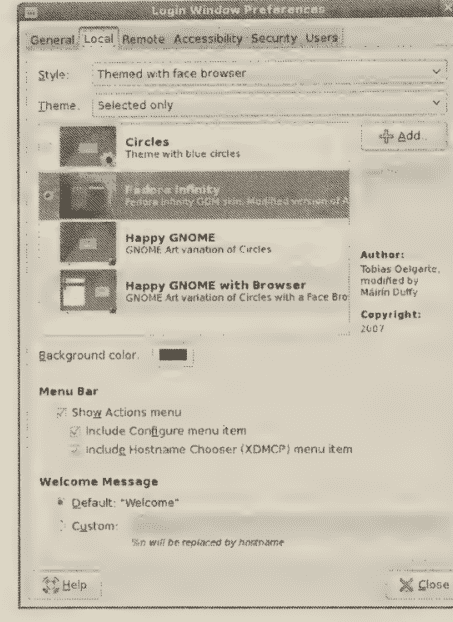 Login Window Preferences
General Local Remote Accessibility Security Users
Style: Themed with face browser
Theme. Selected only
Circles
Theme with blue circles
Add..
Fedora Infinity
Fedora Infinity GDM skin. Modified version of A
Happy GNOME
GNOME Art variation of Circles
Happy GNOME with Browser
GNOME Art variation of Circles with a Face Bro
Author:
Tobias Oelgarte,
modified by
Máirín Duffy
Copyright:
2007
Background color.
Menu Bar
Show Actions menu
Include Configure menu item
Include Hostname Chooser (XDMCP) menu item
Welcome Message
Default: "Welcome"
Custom:
%n will be replaced by hostname
Help
Close